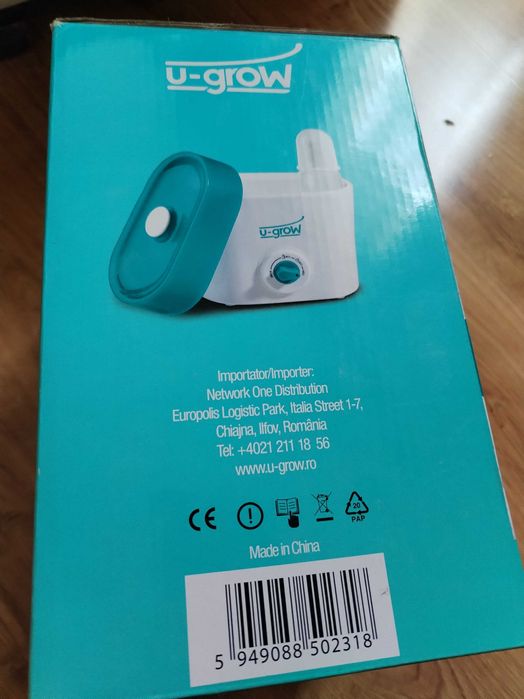 u-grow
u-grow
Importator/Importer:
Network One Distribution
Europolis Logistic Park, Italia Street 1-7,
Chiajna, Ilfov, România
Tel: +4021 211 18 56
www.u-grow.ro
CE
20
PAP
Made in China
5 949088 502318